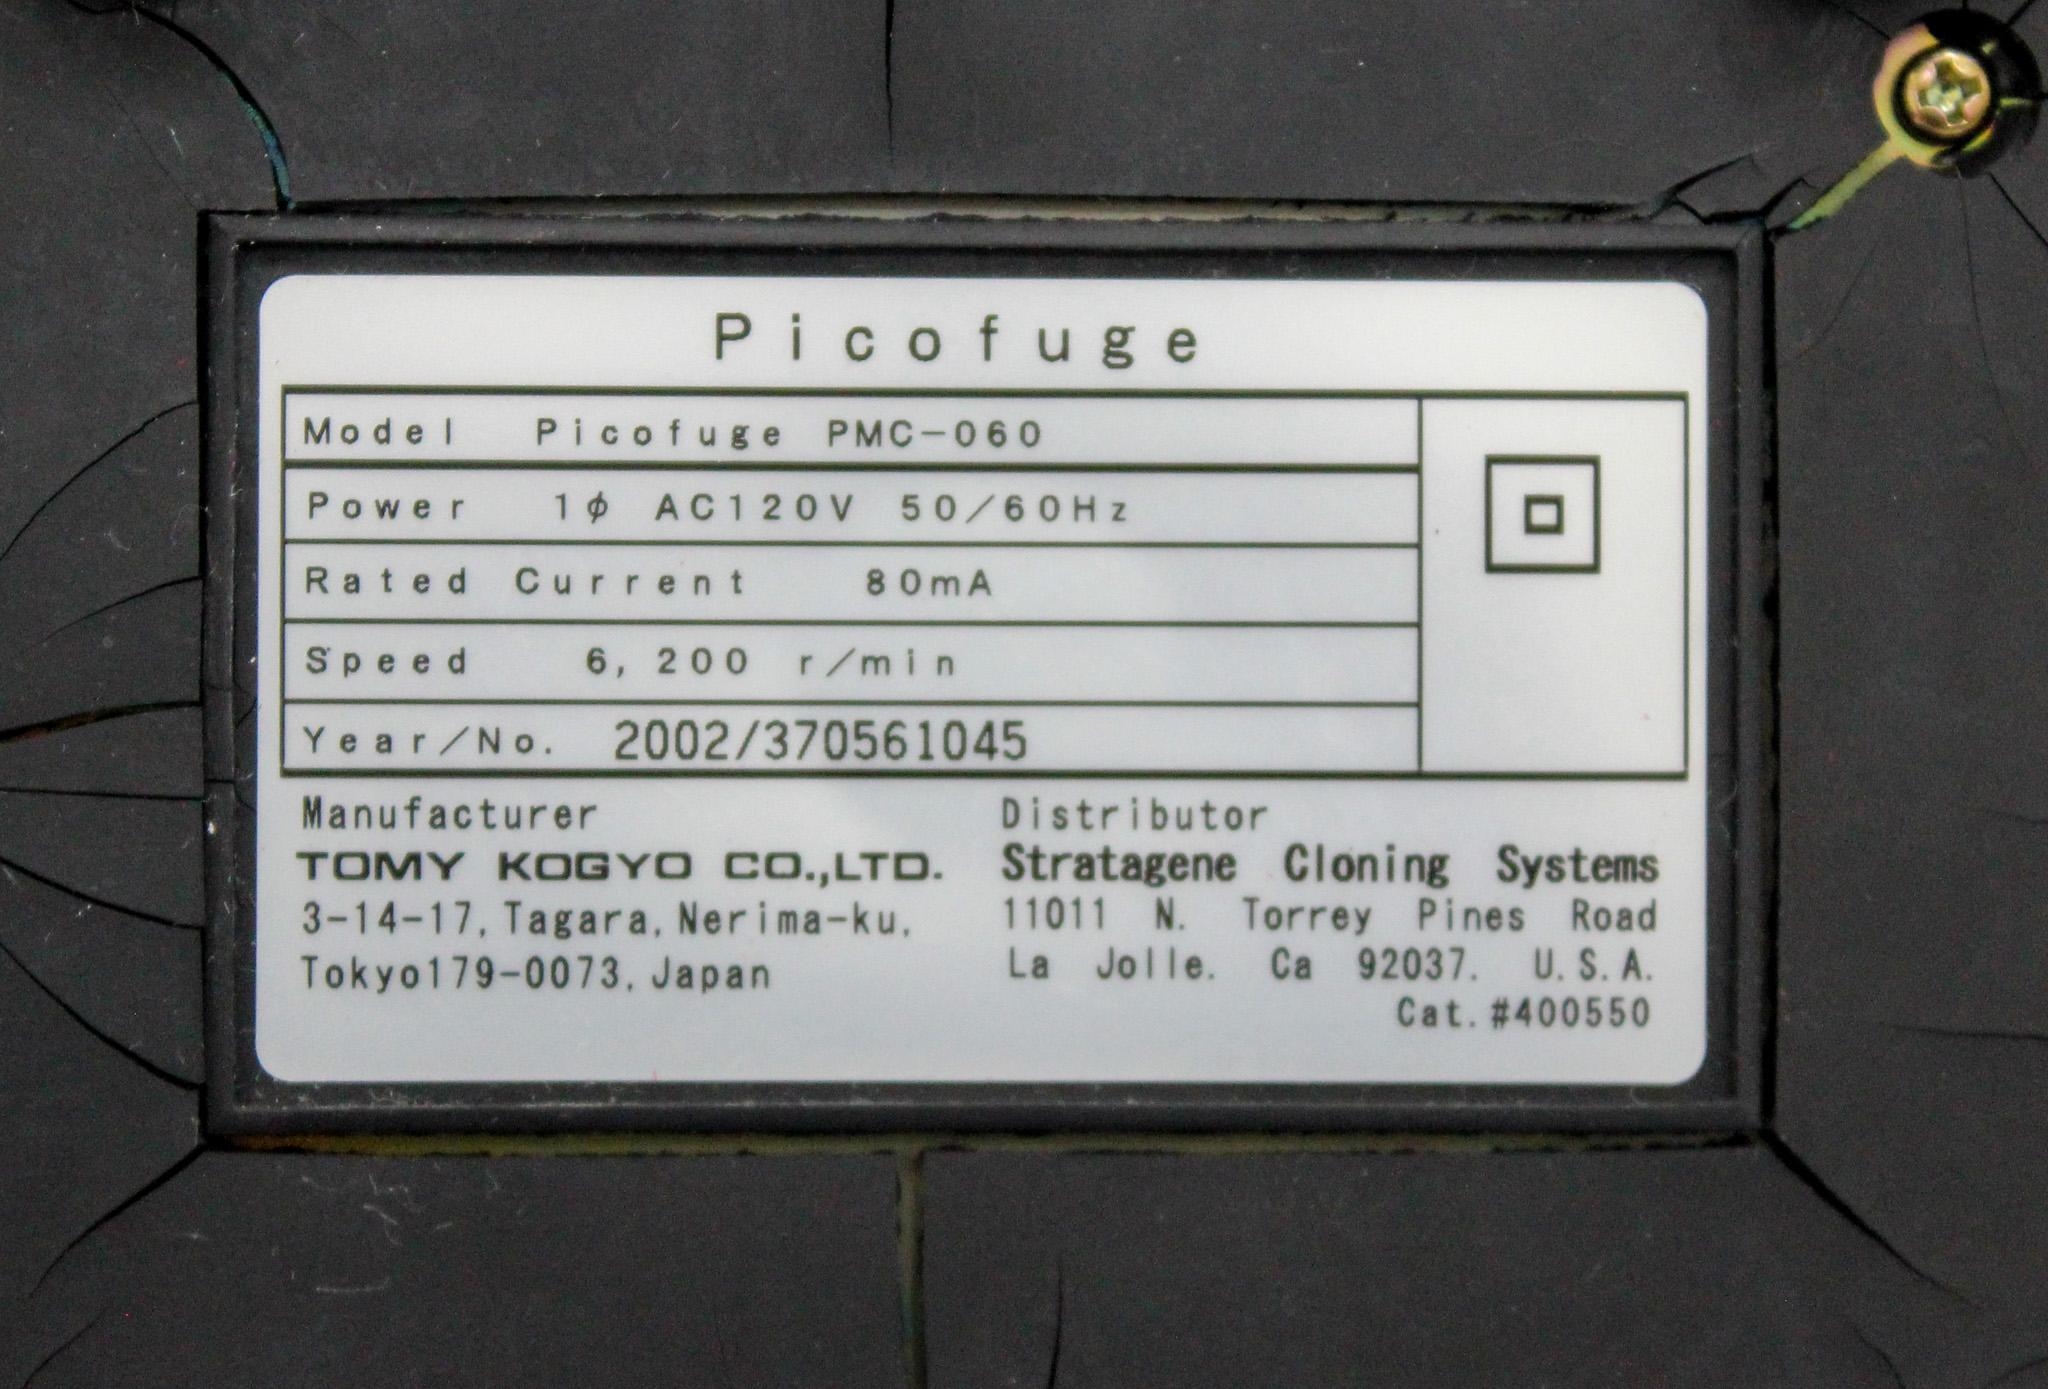 Picofuge
Model Picofuge PMC-060
Power 1φ AC120V 50/60Hz
Rated Current 80mA
Speed 6,200 r/min
Year/No. 2002/370561045
Manufacturer
TOMY KOGYO CO.,LTD.
3-14-17, Tagara, Nerima-ku,
Tokyo179-0073, Japan
Distributor
Stratagene Cloning Systems
11011 N. Torrey Pines Road
La Jolle. Ca 92037. U.S.A.
Cat.#400550